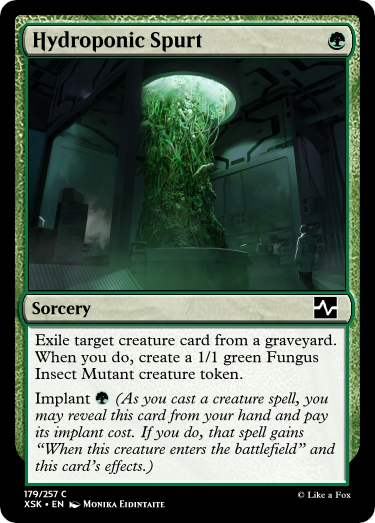 Hydroponic Spurt
Sorcery
Exile target creature card from a graveyard.
When you do, create a 1/1 green Fungus
Insect Mutant creature token.
Implant (As you cast a creature spell, you
may reveal this card from your hand and pay
its implant cost. If you do, that spell gains
“When this creature enters the battlefield” and
this card’s effects.)
179/257 C
XSK • EN Monika Eidintaite
© Like a Fox